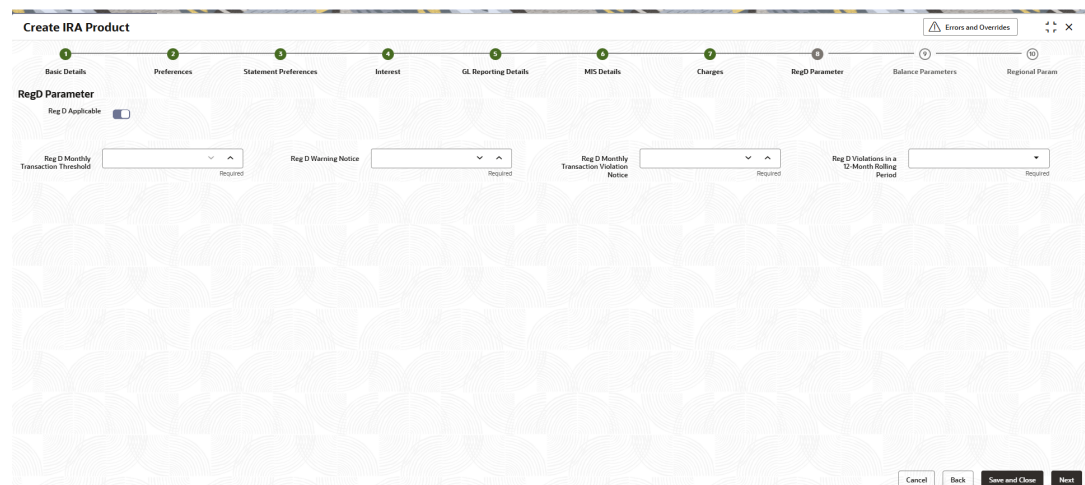 Create IRA Product
Errors and Overrides
1 2 3 4 5 6 7 8 9 10
Basic Details Preferences Statement Preferences Interest GL Reporting Details MIS Details Charges RegD Parameter Balance Parameters Regional Param
RegD Parameter
Reg D Applicable
Reg D Monthly
Transaction Threshold
Required
Reg D Warning Notice
Required
Reg D Monthly
Transaction Violation
Notice
Required
Reg D Violations in a
12-Month Rolling
Period
Required
Cancel Back Save and Close Next